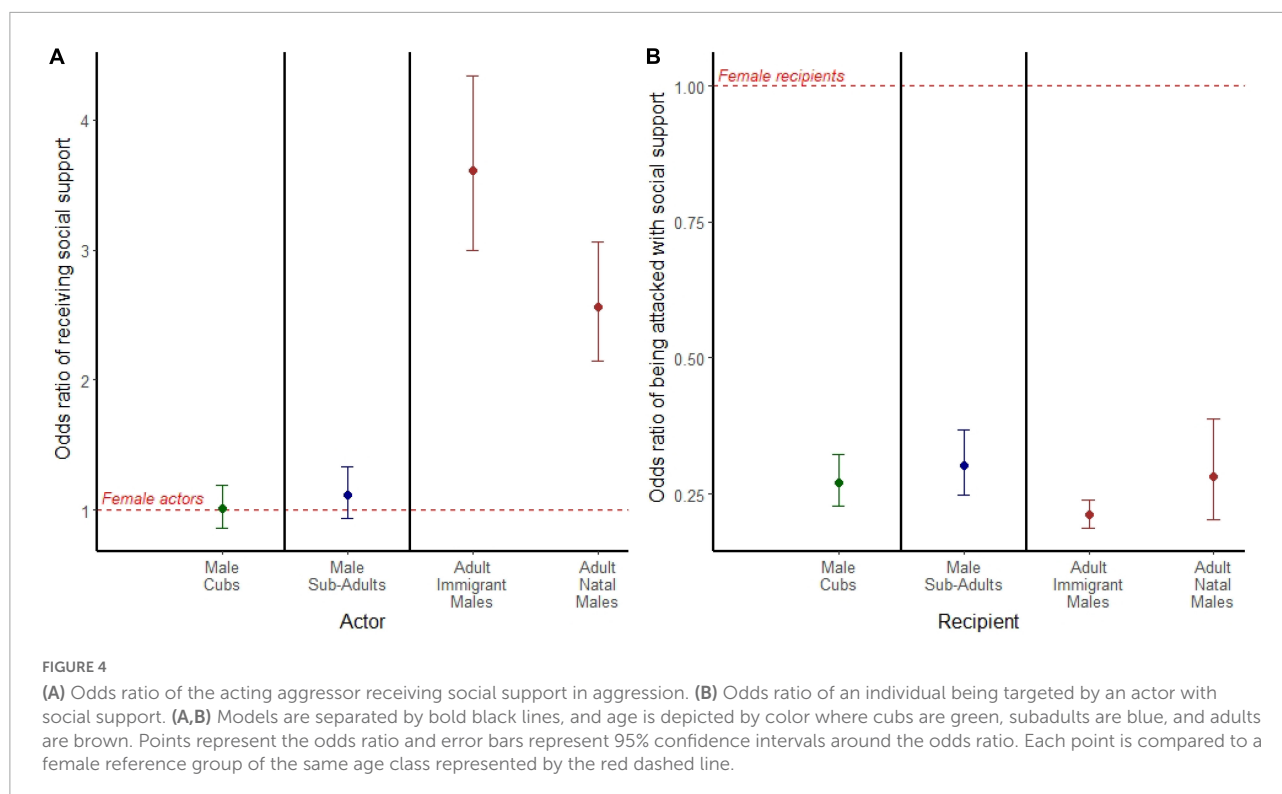 A
Odds ratio of receiving social support
4
3
2
1
Female actors
Male
Cubs
Male
Sub-Adults
Adult
Immigrant
Males
Adult
Natal
Males
Actor
B
Odds ratio of being attacked with social support
1.00
0.75
0.50
0.25
Female recipients
Male
Cubs
Male
Sub-Adults
Adult
Immigrant
Males
Adult
Natal
Males
Recipient
FIGURE 4
(A) Odds ratio of the acting aggressor receiving social support in aggression. (B) Odds ratio of an individual being targeted by an actor with
social support. (A,B) Models are separated by bold black lines, and age is depicted by color where cubs are green, subadults are blue, and adults
are brown. Points represent the odds ratio and error bars represent 95% confidence intervals around the odds ratio. Each point is compared to a
female reference group of the same age class represented by the red dashed line.